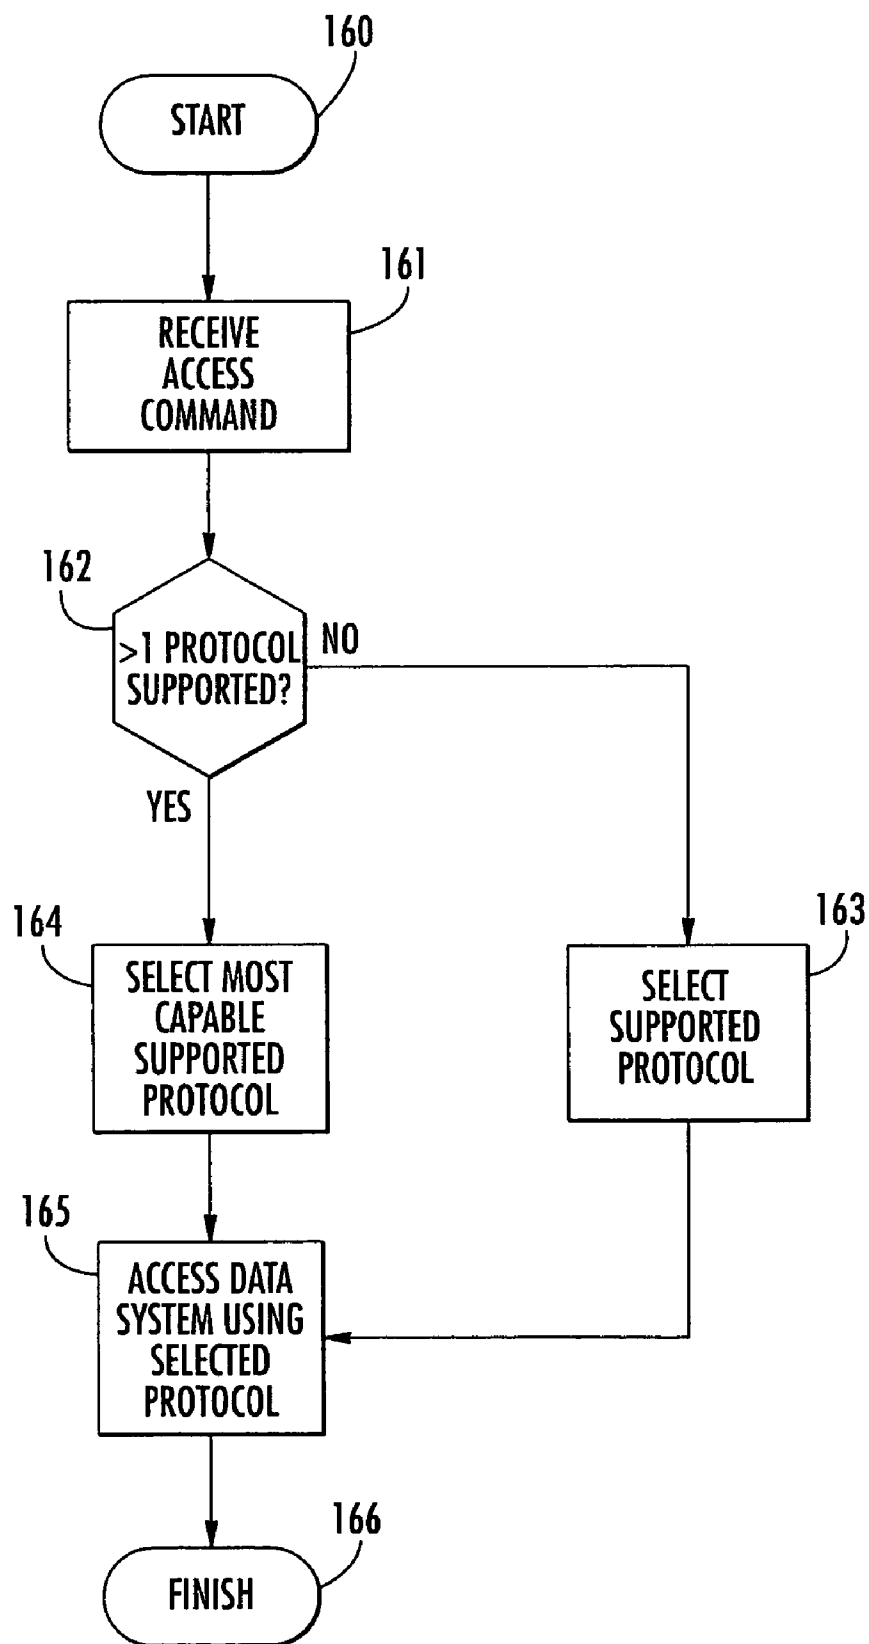 160
START
161
RECEIVE
ACCESS
COMMAND
162
>1 PROTOCOL
SUPPORTED?
NO
YES
164
SELECT MOST
CAPABLE
SUPPORTED
PROTOCOL
163
SELECT
SUPPORTED
PROTOCOL
165
ACCESS DATA
SYSTEM USING
SELECTED
PROTOCOL
166
FINISH